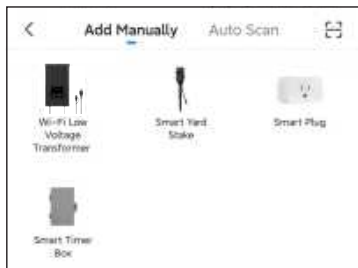 Add Manually
Auto Scan
Wi-Fi Low
Voltage
Transformer
Smart Yard
Stake
Smart Plug
Smart Timer
Box